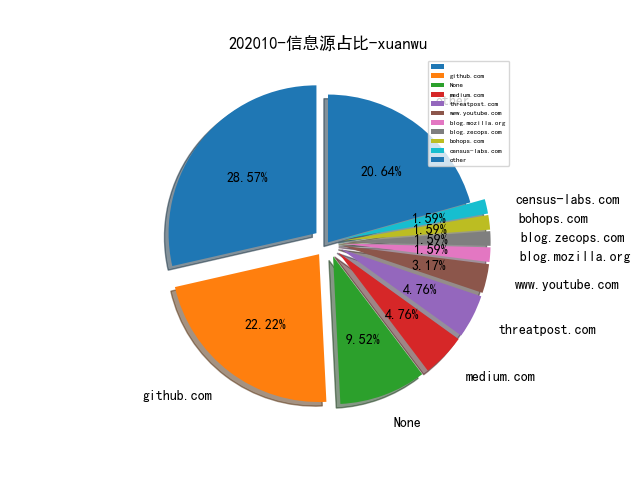 202010-信息源占比-xuanwu
github.com
None
medium.com
threatpost.com
www.youtube.com
blog.mozilla.org
blog.zecops.com
bohops.com
census-labs.com
other
other
28.57%
20.64%
1.59%
1.59%
1.59%
1.59%
3.17%
4.76%
4.76%
9.52%
22.22%
census-labs.com
bohops.com
blog.zecops.com
blog.mozilla.org
www.youtube.com
threatpost.com
medium.com
None
github.com